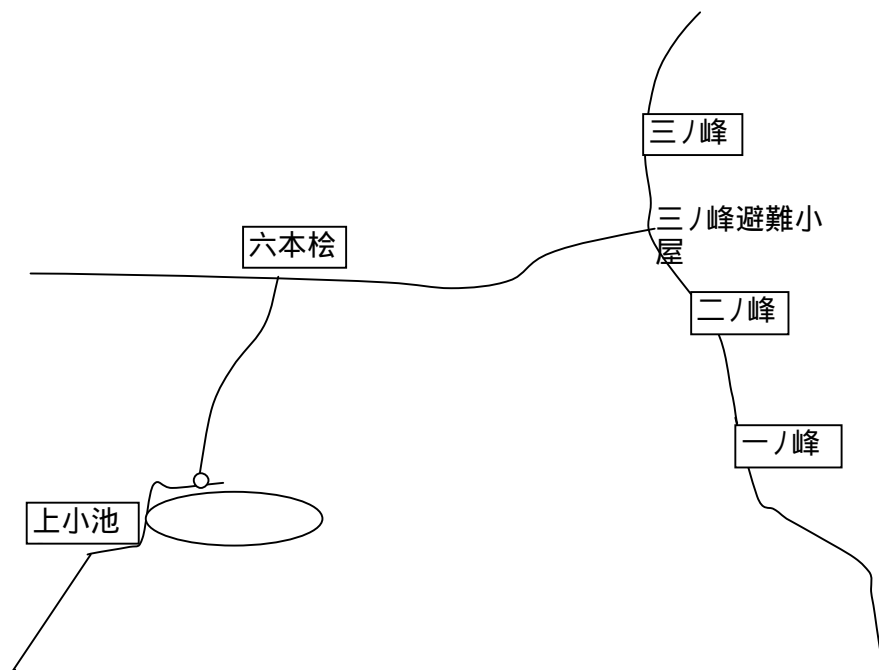 三ノ峰
三ノ峰避難小
屋
六本桧
二ノ峰
一ノ峰
上小池